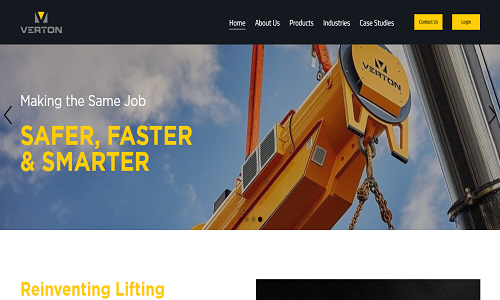 VERTON
Home About Us Products Industries Case Studies Contact Us Login
VERTON
Making the Same Job
SAFER, FASTER
& SMARTER
Reinventing Lifting